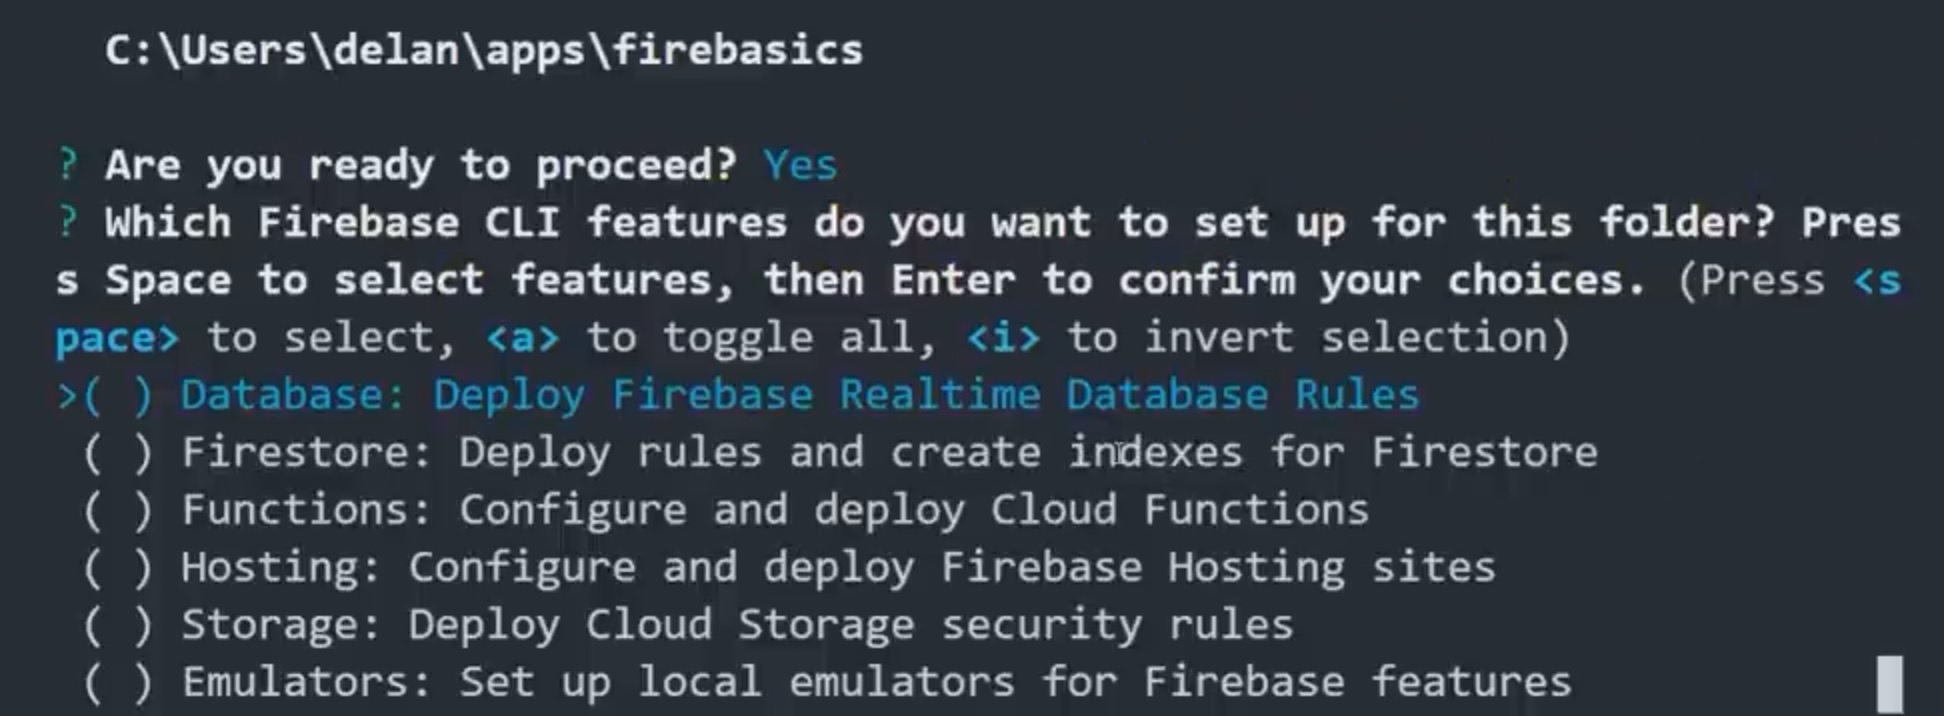 C:\Users\delan\apps\firebasics
? Are you ready to proceed? Yes
? Which Firebase CLI features do you want to set up for this folder? Pres
s Space to select features, then Enter to confirm your choices. (Press <s
pace> to select, <a> to toggle all, <i> to invert selection)
>( ) Database: Deploy Firebase Realtime Database Rules
( ) Firestore: Deploy rules and create indexes for Firestore
( ) Functions: Configure and deploy Cloud Functions
( ) Hosting: Configure and deploy Firebase Hosting sites
( ) Storage: Deploy Cloud Storage security rules
( ) Emulators: Set up local emulators for Firebase features